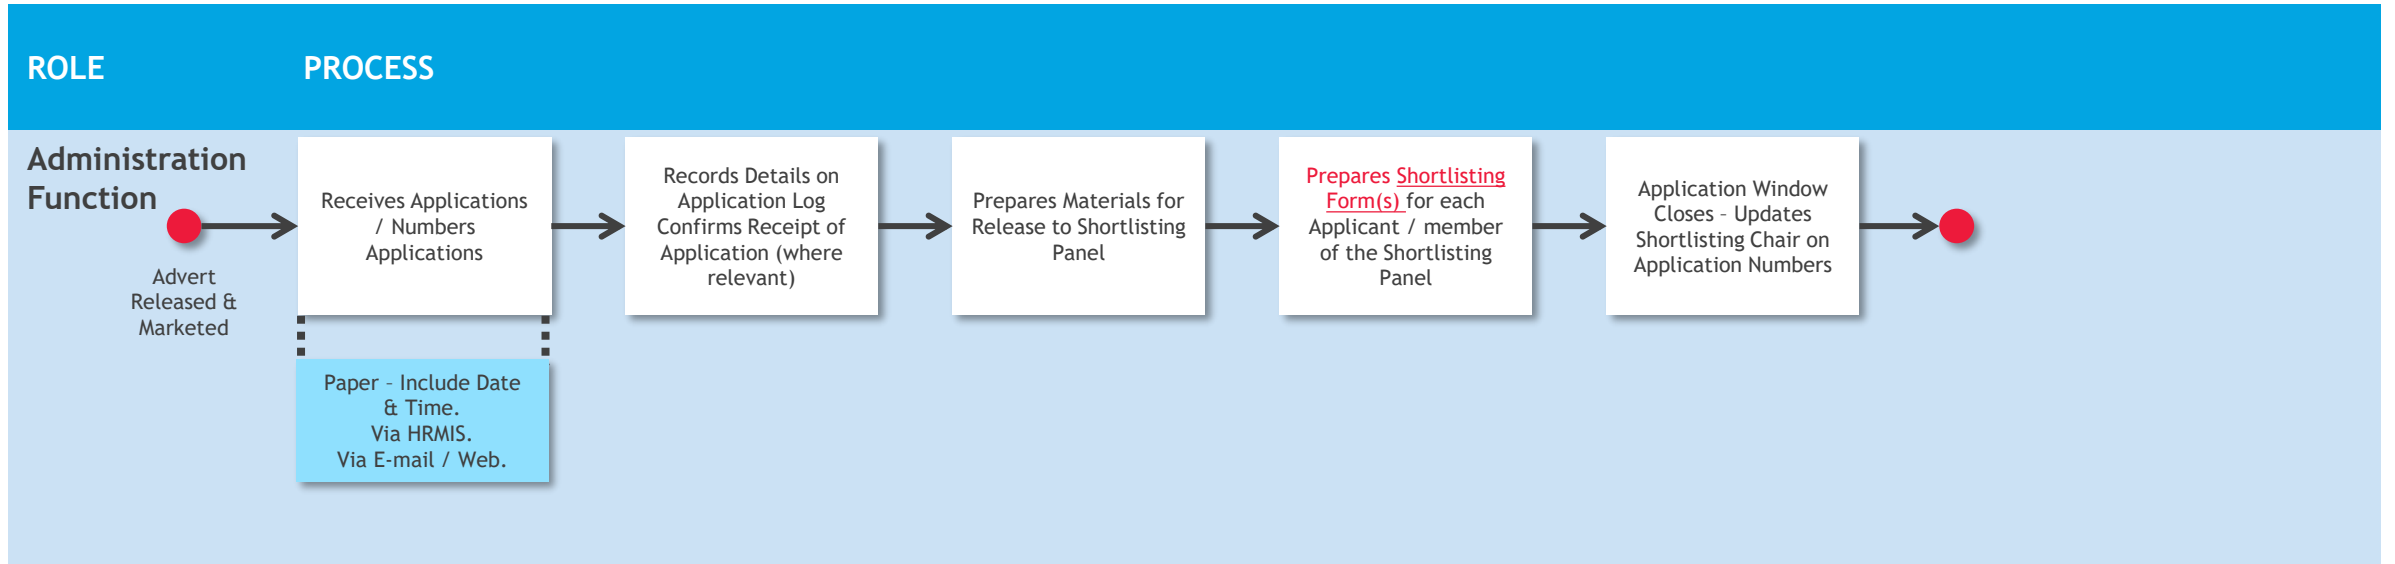 ROLE
PROCESS
Administration
Function
Advert
Released &
Marketed
Receives Applications
/ Numbers
Applications
Paper – Include Date
& Time.
Via HRMIS.
Via E-mail / Web.
Records Details on
Application Log
Confirms Receipt of
Application (where
relevant)
Prepares Materials for
Release to Shortlisting
Panel
Prepares Shortlisting
Form(s) for each
Applicant / member
of the Shortlisting
Panel
Application Window
Closes – Updates
Shortlisting Chair on
Application Numbers